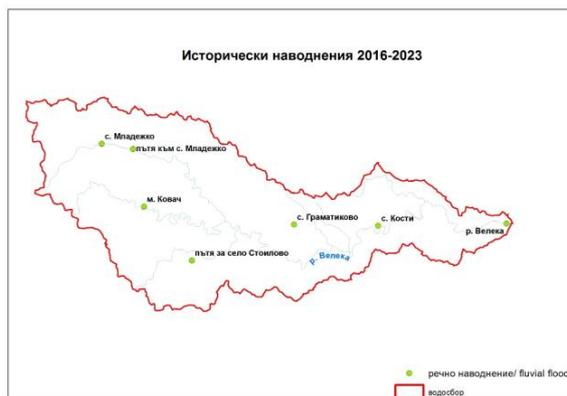 Исторически наводнения 2016-2023
с. Младежко
пътя към с. Младежко
м. Ковач
с. Граматиково
с. Кости
р. Велека
пътя за село Стоилово
р. Велека
речно наводнение/ fluvial flood
водосбор